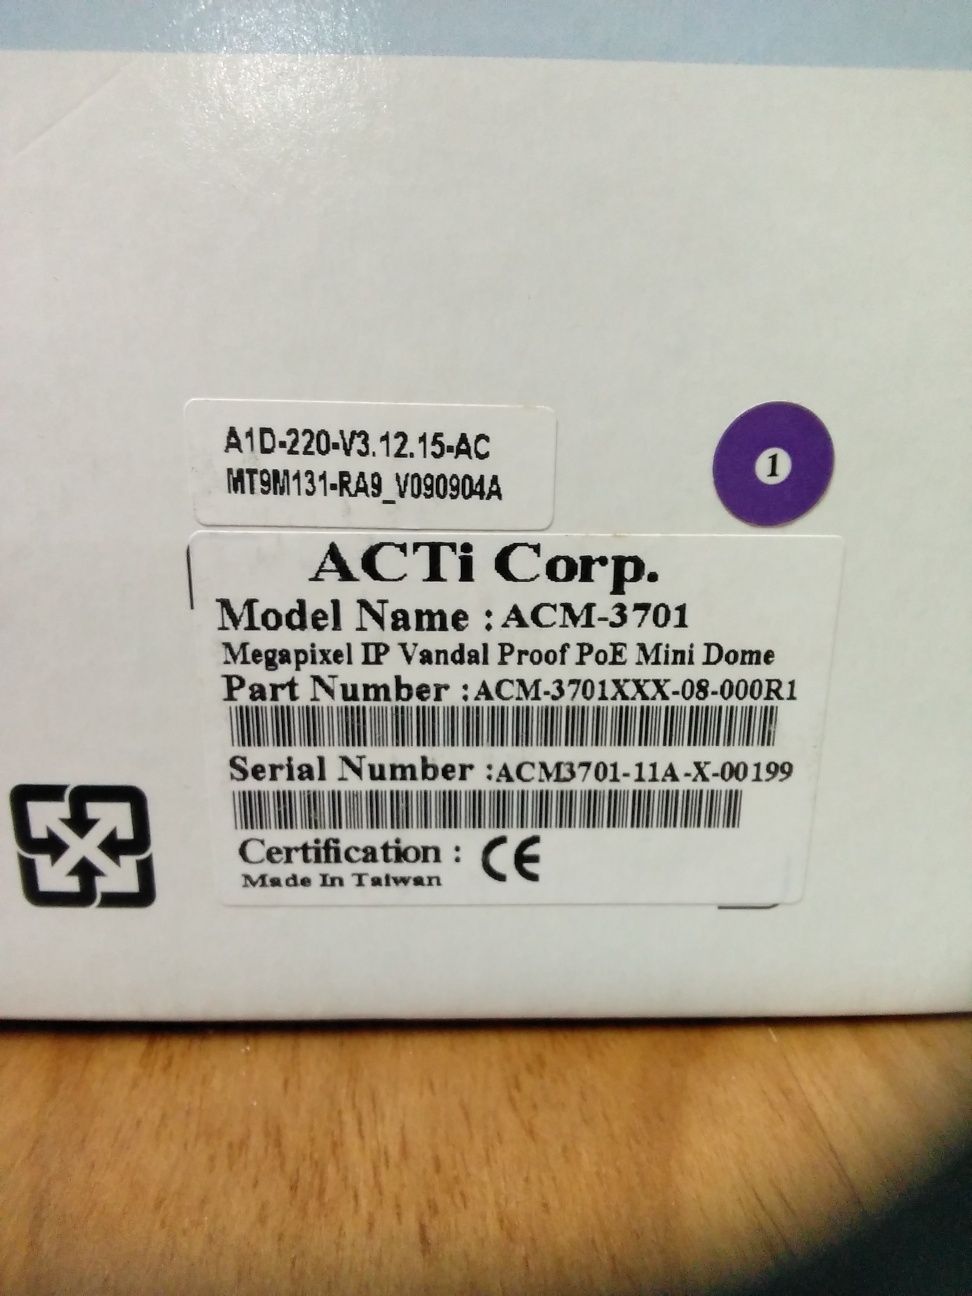 A1D-220-V3.12.15-AC
MT9M131-RA9_V090904A
1
ACTi Corp.
Model Name : ACM-3701
Megapixel IP Vandal Proof PoE Mini Dome
Part Number : ACM-3701XXX-08-000R1
Serial Number : ACM3701-11A-X-00199
Certification : CE
Made In Taiwan